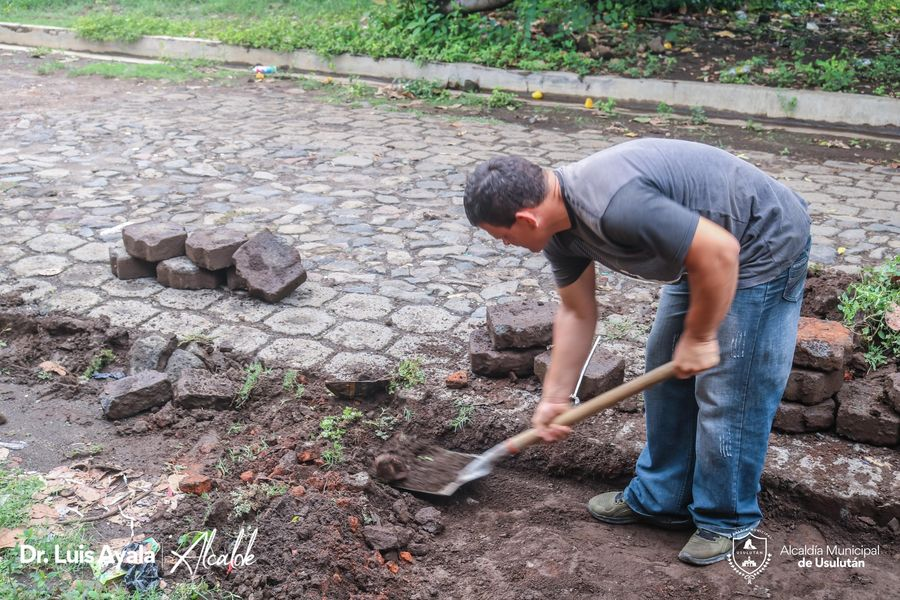 Dr. Luis Ayala Alcalde
USULUTÁN
Alcaldía Municipal
de Usulután